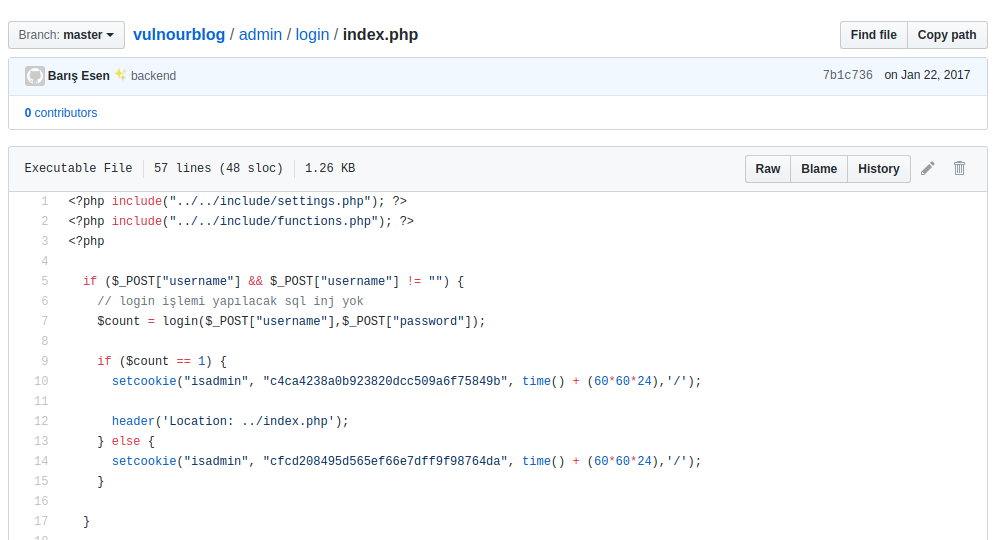 Branch: master vulnourblog / admin / login / index.php Find file Copy path
Barış Esen ✨ backend 7b1c736 on Jan 22, 2017
0 contributors
Executable File 57 lines (48 sloc) 1.26 KB Raw Blame History
1 <?php include("../../include/settings.php"); ?>
2 <?php include("../../include/functions.php"); ?>
3 <?php
4
5 if ($_POST["username"] && $_POST["username"] != "") {
6 // login işlemi yapılacak sql inj yok
7 $count = login($_POST["username"],$_POST["password"]);
8
9 if ($count == 1) {
10 setcookie("isadmin", "c4ca4238a0b923820dcc509a6f75849b", time() + (60*60*24),'/');
11
12 header('Location: ../index.php');
13 } else {
14 setcookie("isadmin", "cfcd208495d565ef66e7dff9f98764da", time() + (60*60*24),'/');
15 }
16
17 }
18